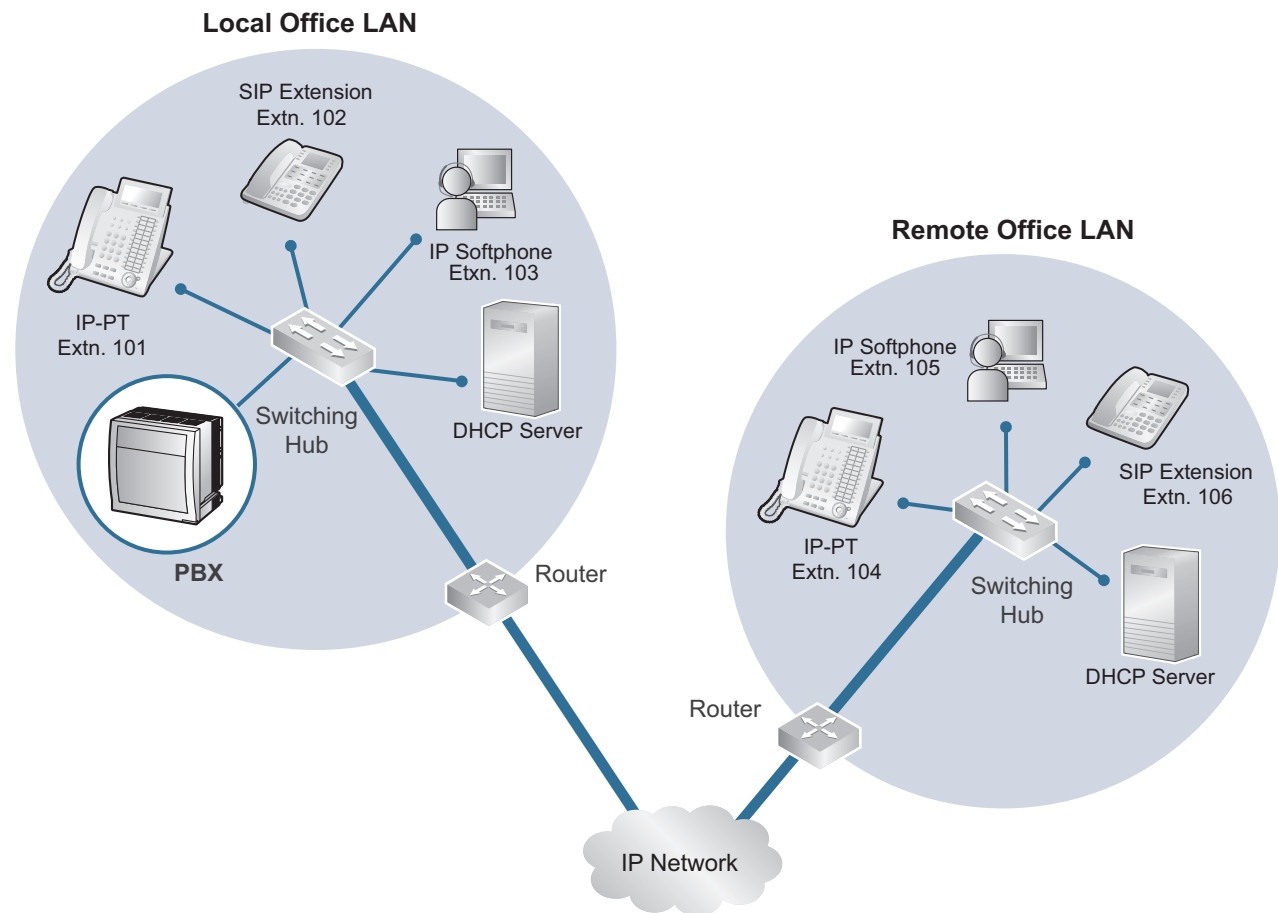 Local Office LAN
SIP Extension
Extn. 102
IP Softphone
Etxn. 103
IP-PT
Extn. 101
Switching
Hub
DHCP Server
PBX
Router
Remote Office LAN
IP Softphone
Extn. 105
SIP Extension
Extn. 106
IP-PT
Extn. 104
Switching
Hub
DHCP Server
Router
IP Network